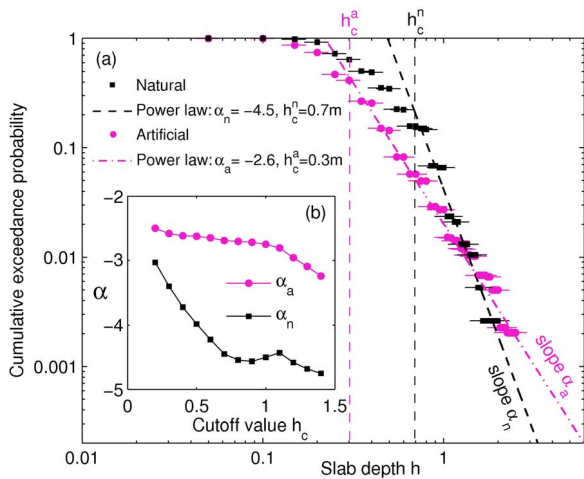 h_c^a h_c^n
(a)
Natural
Power law: α_n = −4.5, h_c^n=0.7m
Artificial
Power law: α_a = −2.6, h_c^a=0.3m
Cumulative exceedance probability
1
0.1
0.01
0.001
(b)
−2
−3
−4
−5
α
α_a
α_n
0 0.5 1 1.5
Cutoff value h_c
slope α_a
slope α_n
0.01 0.1 1
Slab depth h